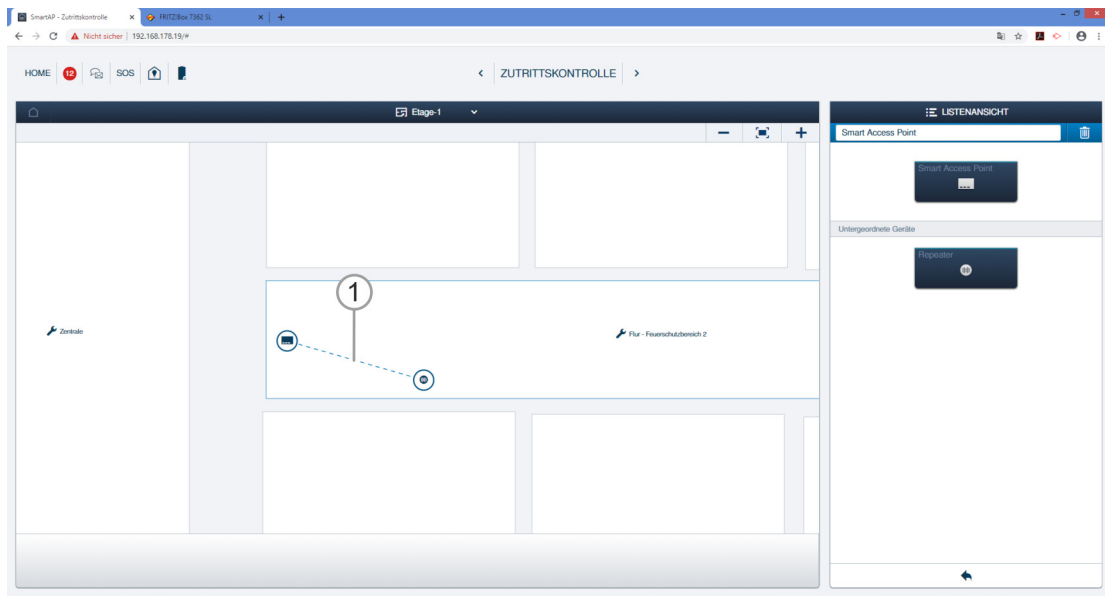 SmartAP - Zutrittskontrolle
FRITZ!Box 7362 SL
Nicht sicher | 192.168.178.19/#
HOME 12 SOS
ZUTRITTSKONTROLLE
Etage-1
LISTENANSICHT
Smart Access Point
Smart Access Point
Untergeordnete Geräte
Repeater
1
Zentrale
Flur - Feuerschutzbereich 2